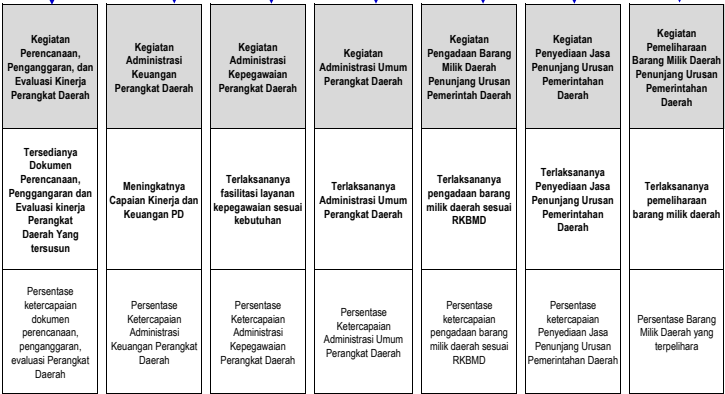 Kegiatan
Perencanaan,
Penganggaran, dan
Evaluasi Kinerja
Perangkat Daerah
Kegiatan
Administrasi
Keuangan
Perangkat Daerah
Kegiatan
Administrasi
Kepegawaian
Perangkat Daerah
Kegiatan
Administrasi Umum
Perangkat Daerah
Kegiatan
Pengadaan Barang
Milik Daerah
Penunjang Urusan
Pemerintah Daerah
Kegiatan
Penyediaan Jasa
Penunjang Urusan
Pemerintahan
Daerah
Kegiatan
Pemeliharaan
Barang Milik Daerah
Penunjang Urusan
Pemerintahan
Daerah
Tersedianya
Dokumen
Perencanaan,
Penggangaran dan
Evaluasi kinerja
Perangkat
Daerah Yang
tersusun
Meningkatnya
Capaian Kinerja dan
Keuangan PD
Terlaksananya
fasilitasi layanan
kepegawaian sesuai
kebutuhan
Terlaksananya
Administrasi Umum
Perangkat Daerah
Terlaksananya
pengadaan barang
milik daerah sesuai
RKBMD
Terlaksananya
Penyediaan Jasa
Penunjang Urusan
Pemerintahan
Daerah
Terlaksananya
pemeliharaan
barang milik daerah
Persentase
ketercapaian
dokumen
perencanaan,
penganggaran,
evaluasi Perangkat
Daerah
Persentase
Ketercapaian
Administrasi
Keuangan Perangkat
Daerah
Persentase
Ketercapaian
Administrasi
Kepegawaian
Perangkat Daerah
Persentase
Ketercapaian
Administrasi Umum
Perangkat Daerah
Persentase
ketercapaian
pengadaan barang
milik daerah sesuai
RKBMD
Persentase
ketercapaian
Penyediaan Jasa
Penunjang Urusan
Pemerintahan Daerah
Persentase Barang
Milik Daerah yang
terpelihara